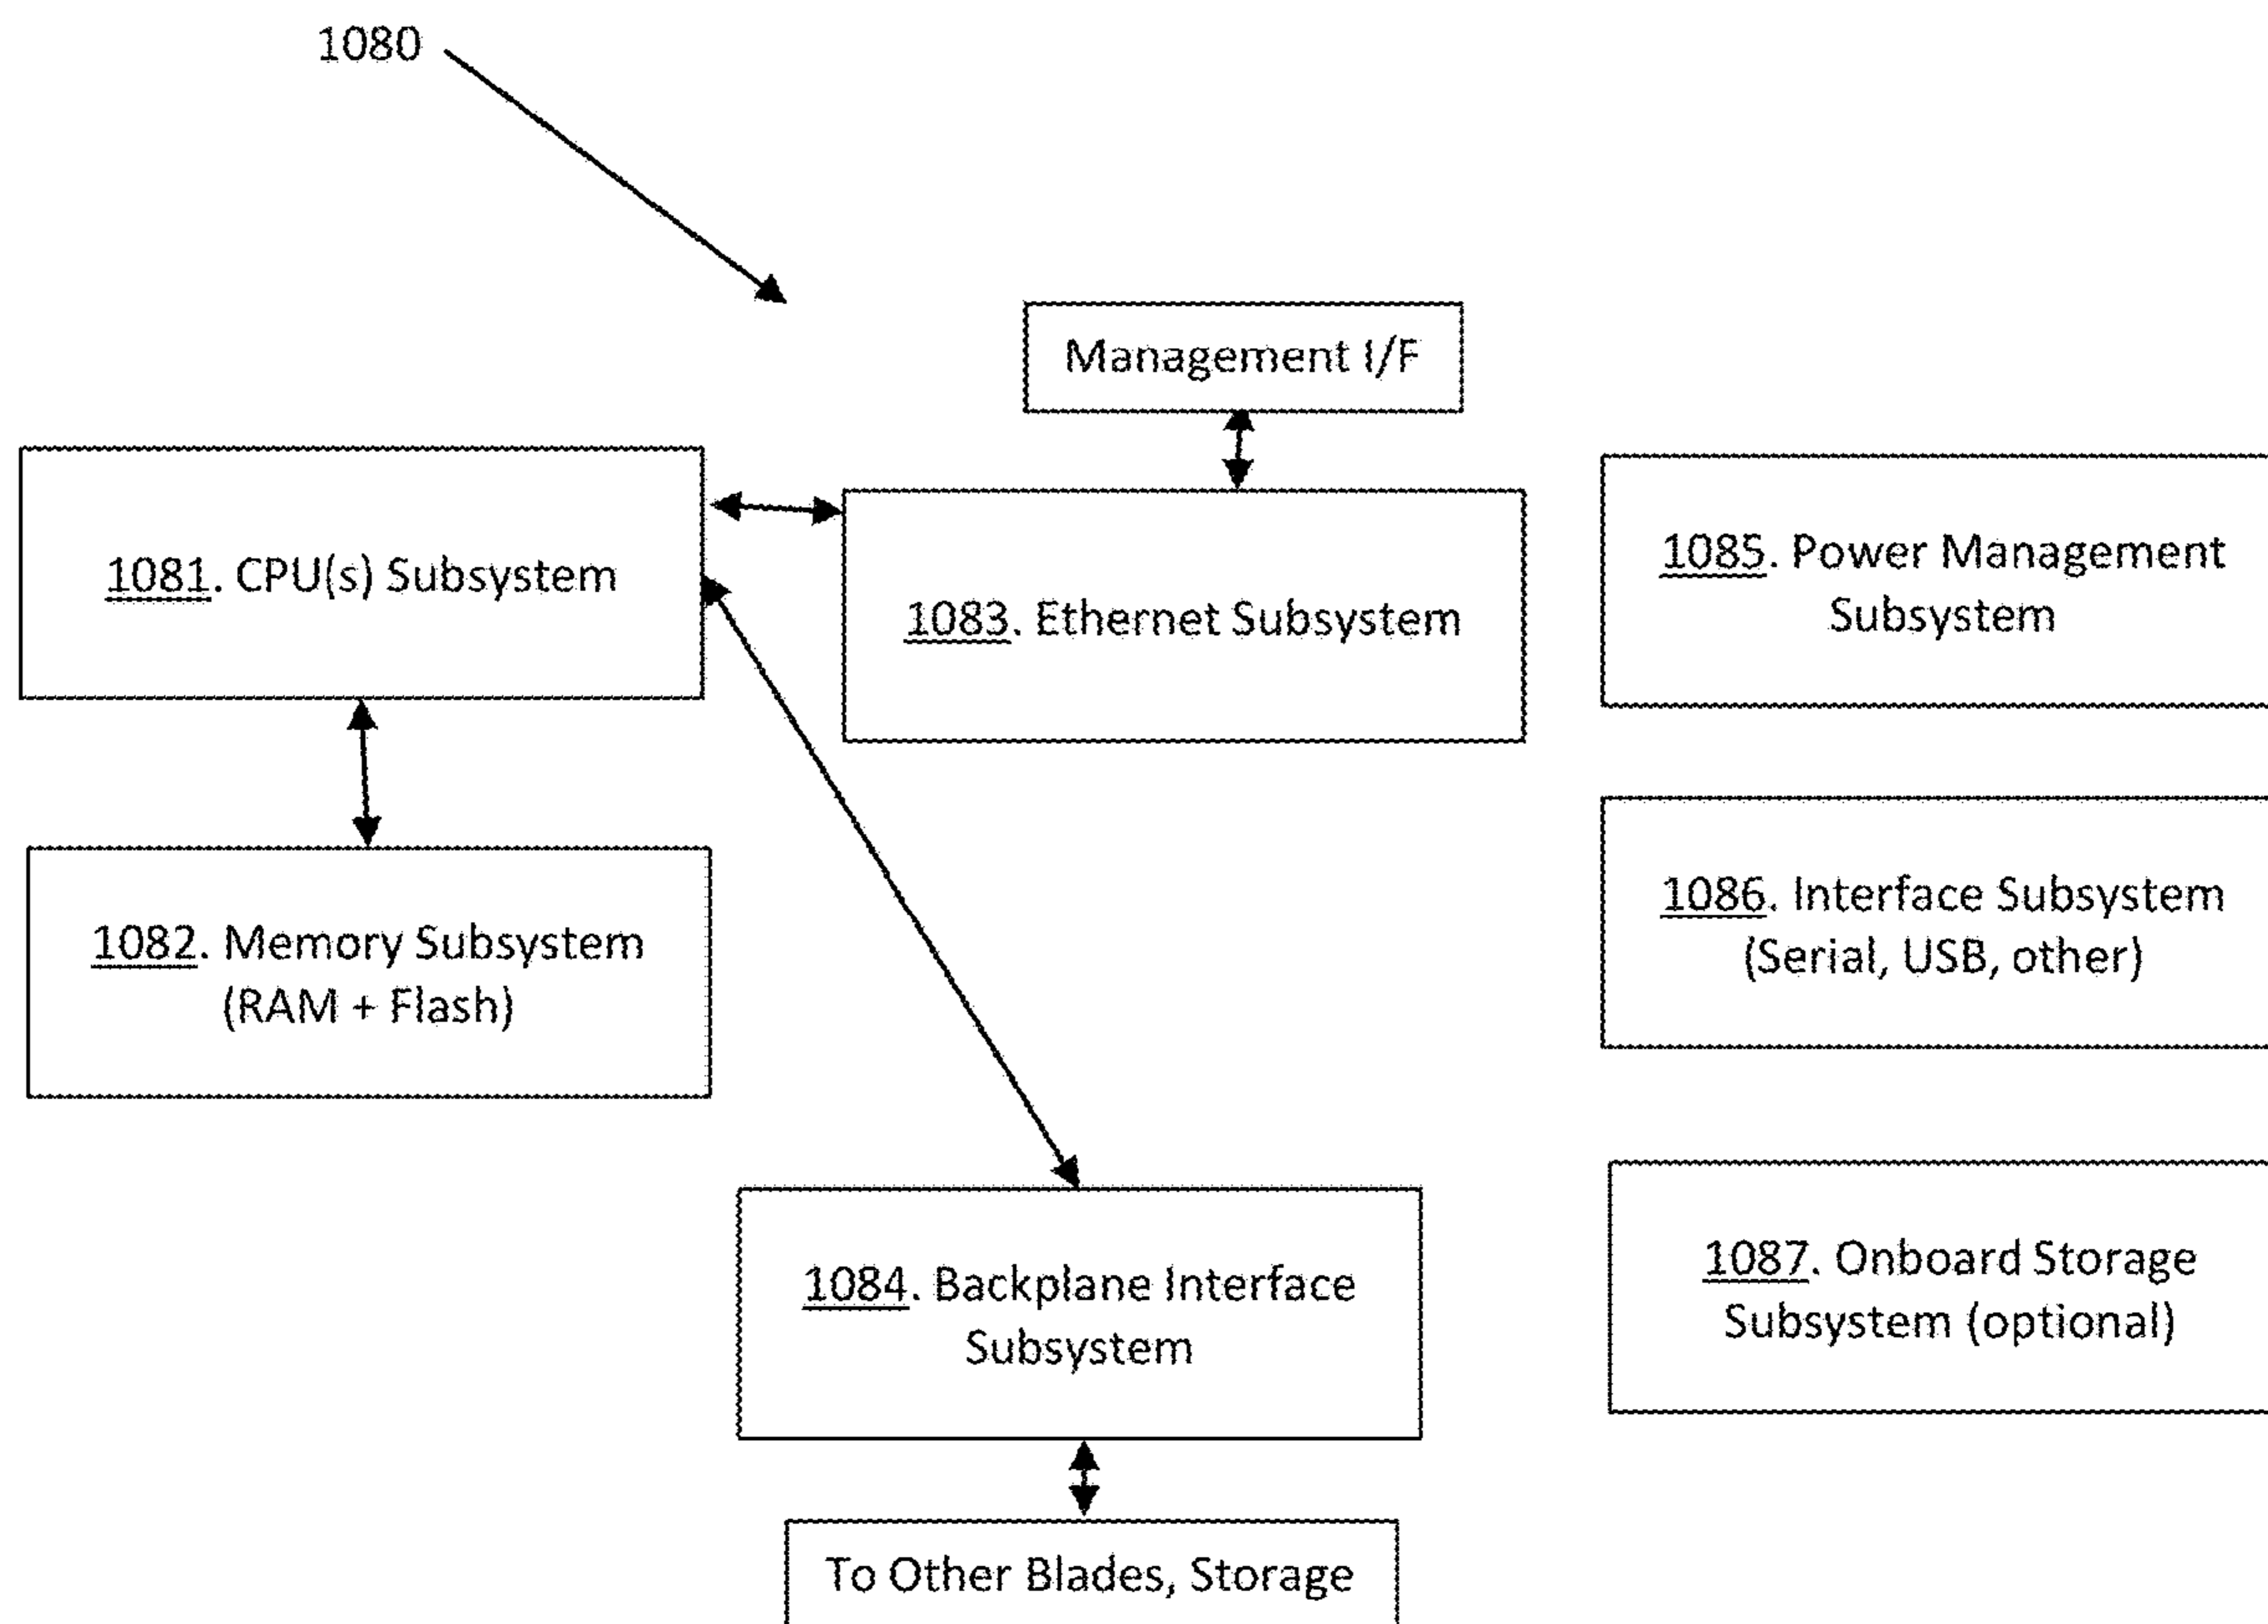 1080
Management I/F
1081. CPU(s) Subsystem
1083. Ethernet Subsystem
1085. Power Management
Subsystem
1082. Memory Subsystem
(RAM + Flash)
1086. Interface Subsystem
(Serial, USB, other)
1084. Backplane Interface
Subsystem
1087. Onboard Storage
Subsystem (optional)
To Other Blades, Storage